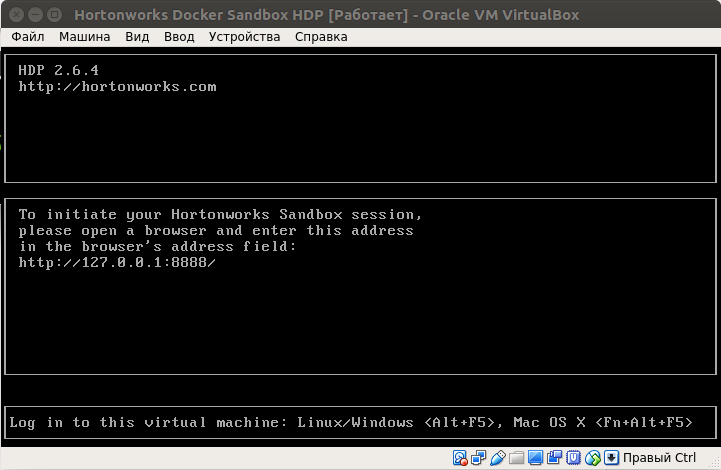 Hortonworks Docker Sandbox HDP [Работает] - Oracle VM VirtualBox
Файл Машина Вид Ввод Устройства Справка
HDP 2.6.4
http://hortonworks.com
To initiate your Hortonworks Sandbox session,
please open a browser and enter this address
in the browser's address field:
http://127.0.0.1:8888/
Log in to this virtual machine: Linux/Windows <Alt+F5>, Mac OS X <Fn+Alt+F5>
Правый Ctrl